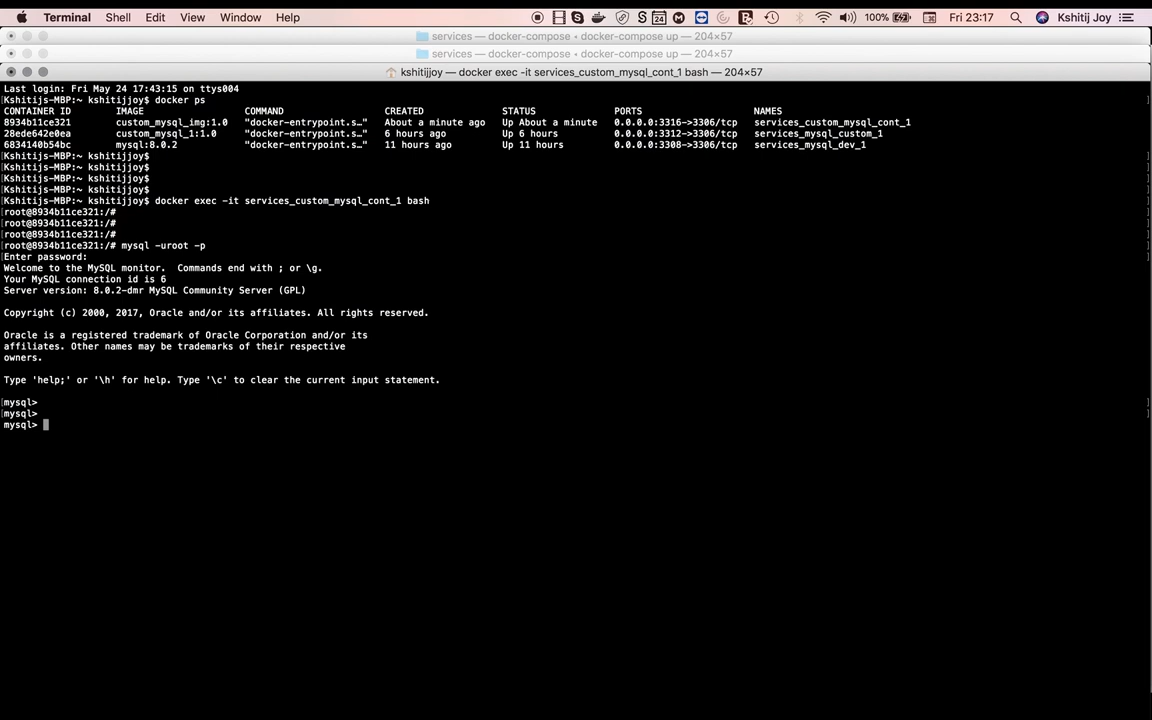 Terminal Shell Edit View Window Help 100% Fri 23:17 Kshitij Joy
services — docker-compose ◂ docker-compose up — 204×57
services — docker-compose ◂ docker-compose up — 204×57
kshitijjoy — docker exec -it services_custom_mysql_cont_1 bash — 204×57
Last login: Fri May 24 17:43:15 on ttys004
[Kshitijs-MBP:~ kshitijjoy$ docker ps ]
CONTAINER ID IMAGE COMMAND CREATED STATUS PORTS NAMES
8934b11ce321 custom_mysql_img:1.0 "docker-entrypoint.s…" About a minute ago Up About a minute 0.0.0.0:3316->3306/tcp services_custom_mysql_cont_1
28ede642e0ea custom_mysql_1:1.0 "docker-entrypoint.s…" 6 hours ago Up 6 hours 0.0.0.0:3312->3306/tcp services_mysql_custom_1
6834140b54bc mysql:8.0.2 "docker-entrypoint.s…" 11 hours ago Up 11 hours 0.0.0.0:3308->3306/tcp services_mysql_dev_1
[Kshitijs-MBP:~ kshitijjoy$ ]
[Kshitijs-MBP:~ kshitijjoy$ ]
[Kshitijs-MBP:~ kshitijjoy$ ]
[Kshitijs-MBP:~ kshitijjoy$ ]
[Kshitijs-MBP:~ kshitijjoy$ docker exec -it services_custom_mysql_cont_1 bash ]
[root@8934b11ce321:/# ]
[root@8934b11ce321:/# ]
[root@8934b11ce321:/# ]
[root@8934b11ce321:/# mysql -uroot -p ]
[Enter password: ]
Welcome to the MySQL monitor. Commands end with ; or \g.
Your MySQL connection id is 6
Server version: 8.0.2-dmr MySQL Community Server (GPL)
Copyright (c) 2000, 2017, Oracle and/or its affiliates. All rights reserved.
Oracle is a registered trademark of Oracle Corporation and/or its
affiliates. Other names may be trademarks of their respective
owners.
Type 'help;' or '\h' for help. Type '\c' to clear the current input statement.
[mysql> ]
[mysql> ]
mysql>